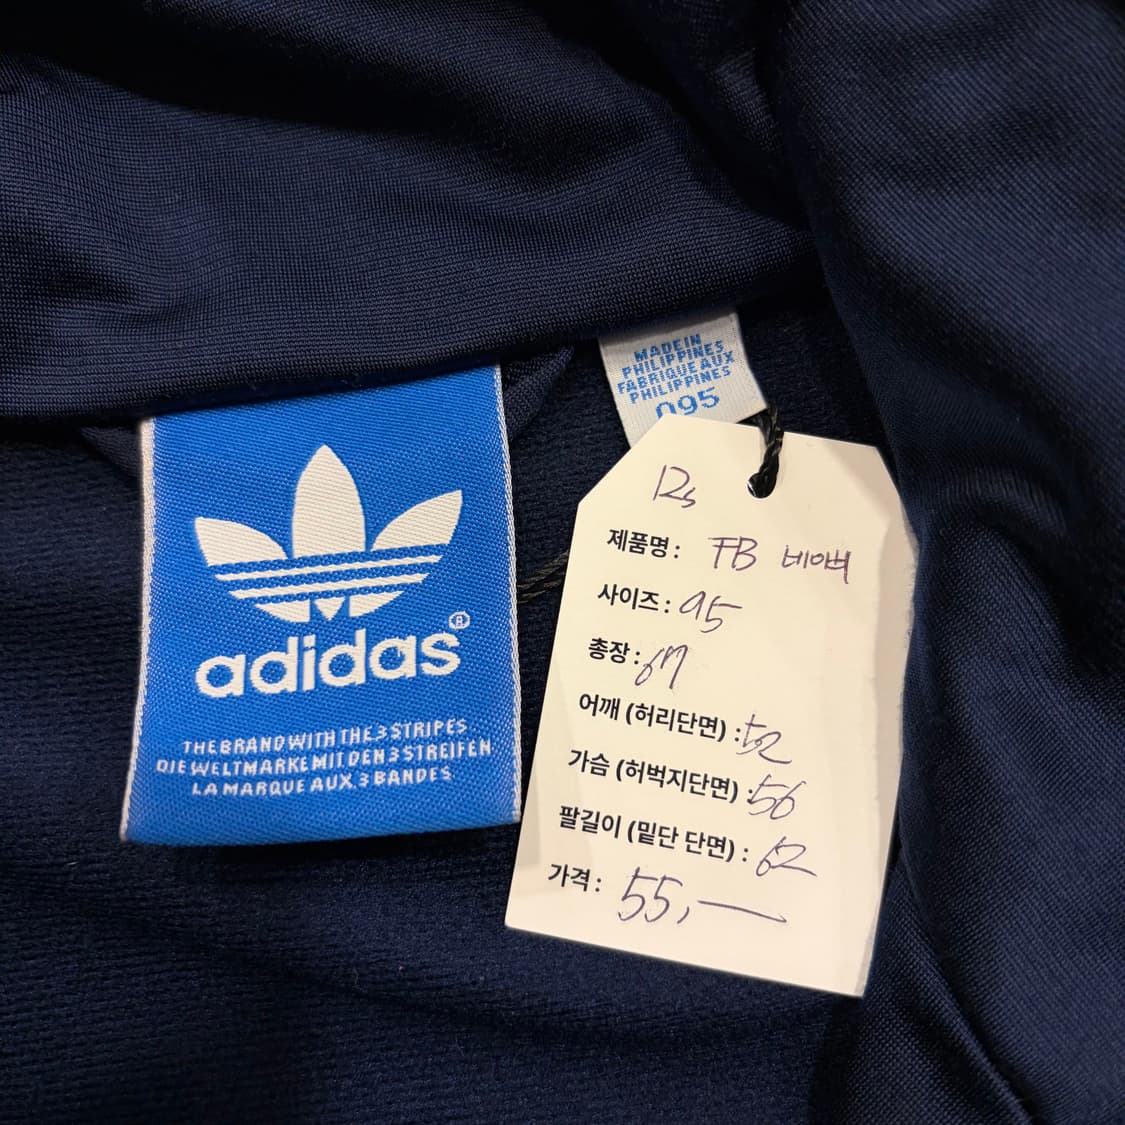 adidas®
THE BRAND WITH THE 3 STRIPES
DIE WELTMARKE MIT DEN 3 STREIFEN
LA MARQUE AUX 3 BANDES
MADE IN
PHILIPPINES
FABRIQUE AUX
PHILIPPINES
095
제품명 : FB 네이비
사이즈 : 95
총장 : 67
어깨 (허리단면) : 52
가슴 (허벅지단면) : 56
팔길이 (밑단 단면) : 62
가격 : 55,—